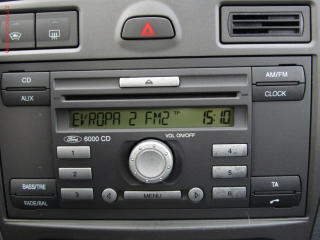 CD
AUX
AM/FM
CLOCK
EVROPA 2 FM2 TP 15:10
Ford 6000 CD
VOL ON/OFF
1
2
3
4
5
6
BASS/TRE
FADE/BAL
MENU
TA